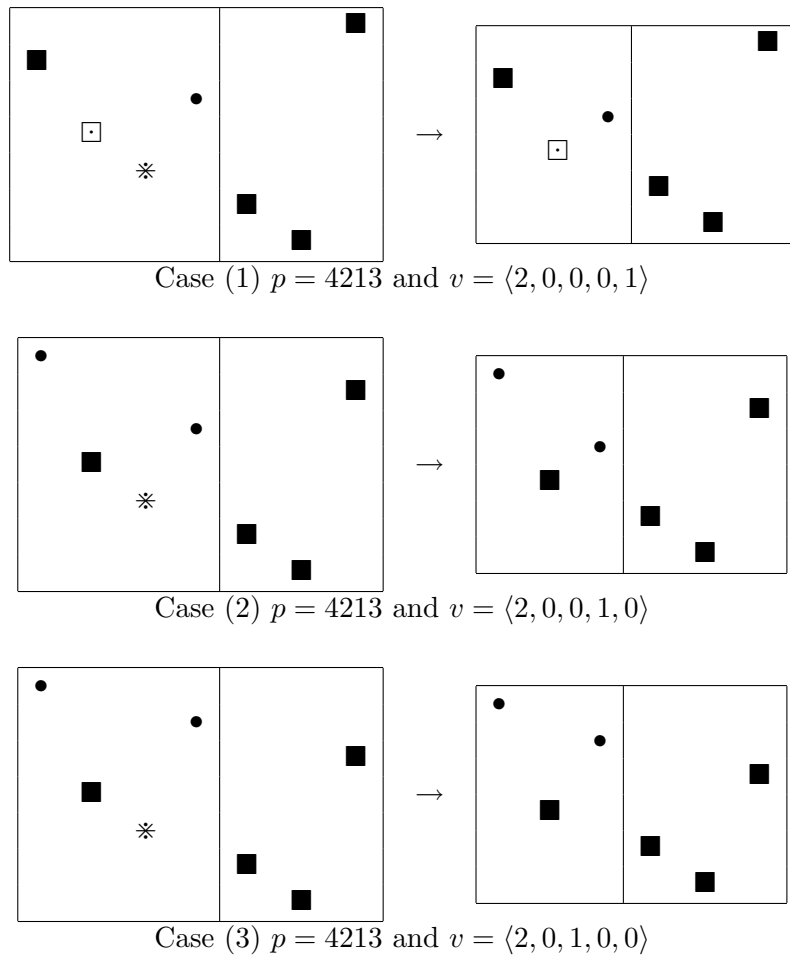 →
Case (1) p = 4213 and v = ⟨2, 0, 0, 0, 1⟩
→
Case (2) p = 4213 and v = ⟨2, 0, 0, 1, 0⟩
→
Case (3) p = 4213 and v = ⟨2, 0, 1, 0, 0⟩